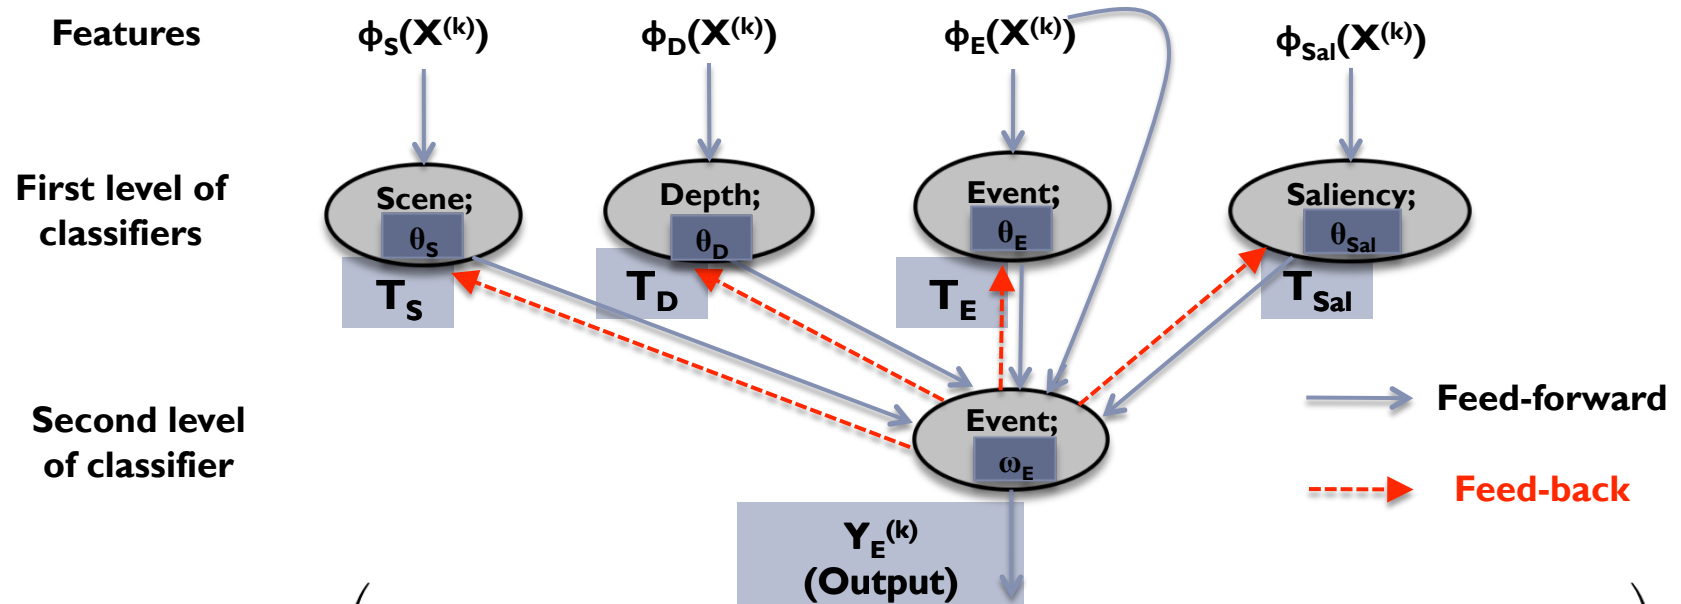 Features
ϕS(X(k))
ϕD(X(k))
ϕE(X(k))
ϕSal(X(k))
First level of
classifiers
Scene;
θS
Depth;
θD
Event;
θE
Saliency;
θSal
TS
TD
TE
TSal
Second level
of classifier
Event;
ωE
Feed-forward
Feed-back
YE(k)
(Output)